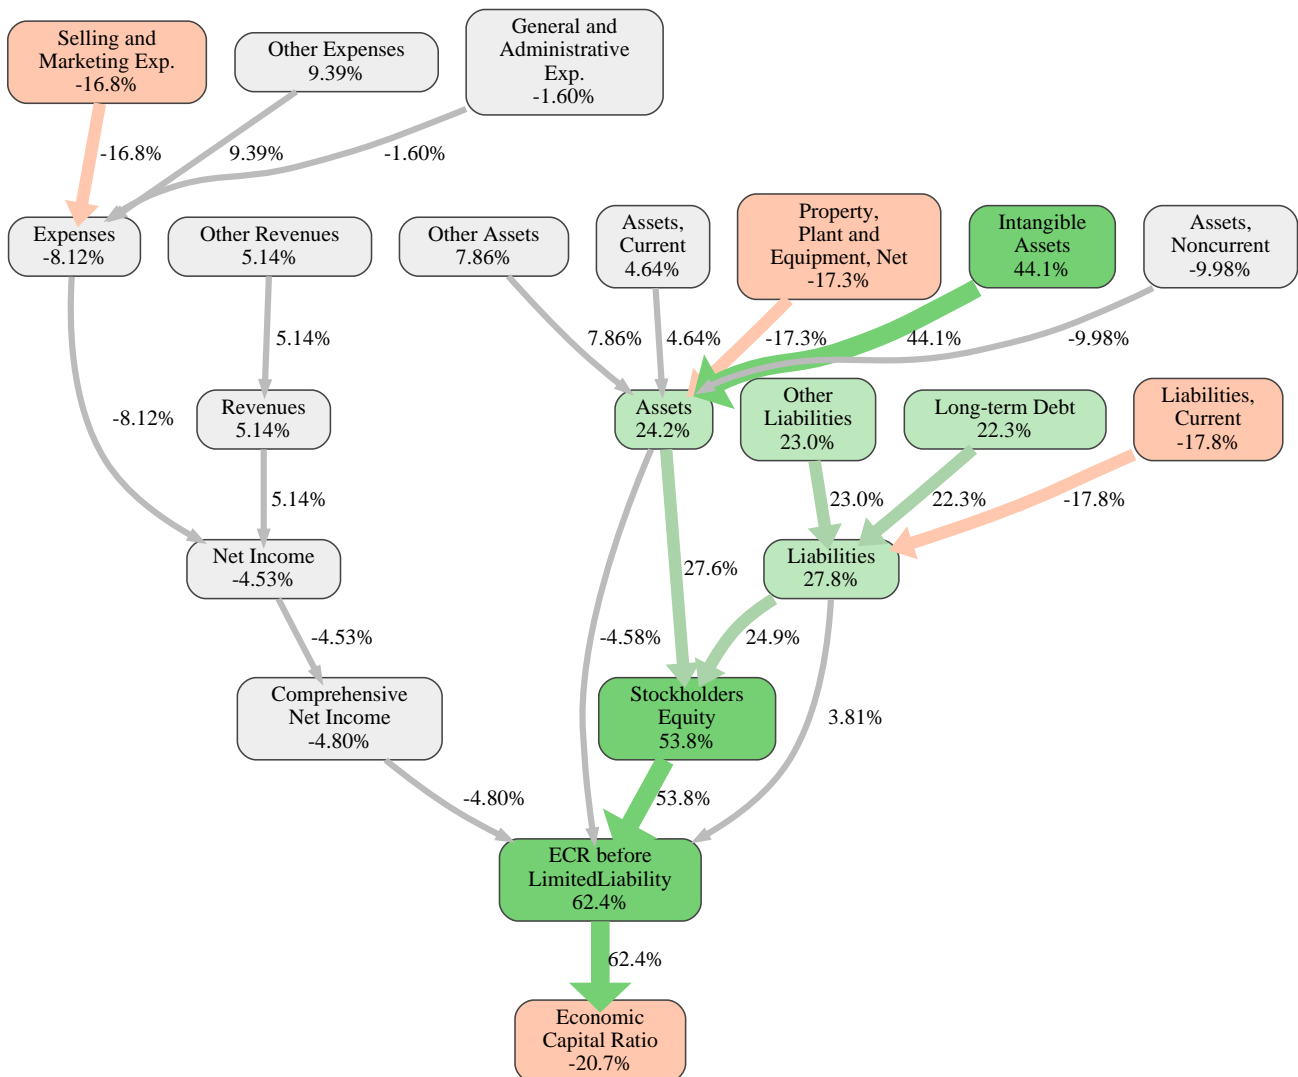 Selling and
Marketing Exp.
-16.8%
Other Expenses
9.39%
General and
Administrative
Exp.
-1.60%
-16.8%
9.39%
-1.60%
Expenses
-8.12%
Other Revenues
5.14%
Other Assets
7.86%
Assets,
Current
4.64%
Property,
Plant and
Equipment, Net
-17.3%
Intangible
Assets
44.1%
Assets,
Noncurrent
-9.98%
5.14%
7.86%
4.64%
-17.3%
44.1%
-9.98%
-8.12%
Revenues
5.14%
Assets
24.2%
Other
Liabilities
23.0%
Long-term Debt
22.3%
Liabilities,
Current
-17.8%
5.14%
23.0%
22.3%
-17.8%
Net Income
-4.53%
27.6%
Liabilities
27.8%
-4.53%
-4.58%
24.9%
Comprehensive
Net Income
-4.80%
Stockholders
Equity
53.8%
3.81%
-4.80%
53.8%
ECR before
LimitedLiability
62.4%
62.4%
Economic
Capital Ratio
-20.7%